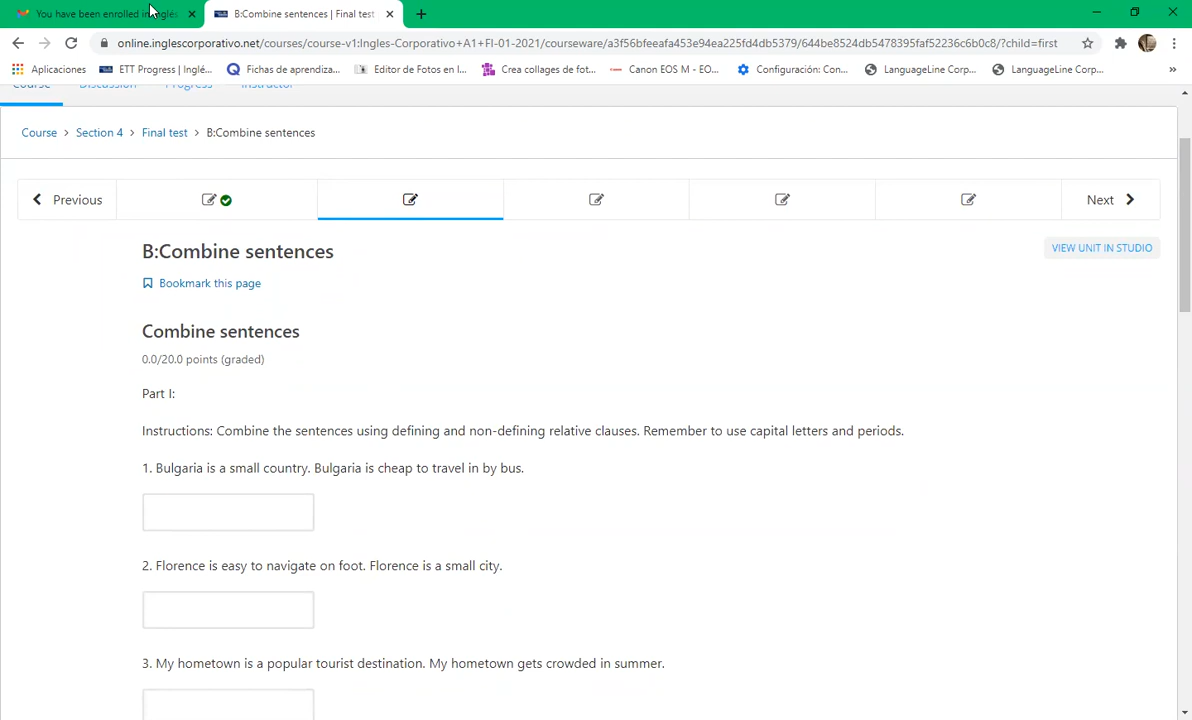 You have been enrolled in Inglés
B:Combine sentences | Final test
online.inglescorporativo.net/courses/course-v1:Ingles-Corporativo+A1+FI-01-2021/courseware/a3f56bfeeafa453e94ea225fd4db5379/644be8524db5478395faf52236c6b0c8/?child=first
Aplicaciones
ETT Progress | Inglé...
Fichas de aprendiza...
Editor de Fotos en l...
Crea collages de fot...
Canon EOS M - EO...
Configuración: Con...
LanguageLine Corp...
LanguageLine Corp...
»
Course Discussion Progress Instructor
Course > Section 4 > Final test > B:Combine sentences
Previous
Next
B:Combine sentences
VIEW UNIT IN STUDIO
Bookmark this page
Combine sentences
0.0/20.0 points (graded)
Part I:
Instructions: Combine the sentences using defining and non-defining relative clauses. Remember to use capital letters and periods.
1. Bulgaria is a small country. Bulgaria is cheap to travel in by bus.
2. Florence is easy to navigate on foot. Florence is a small city.
3. My hometown is a popular tourist destination. My hometown gets crowded in summer.